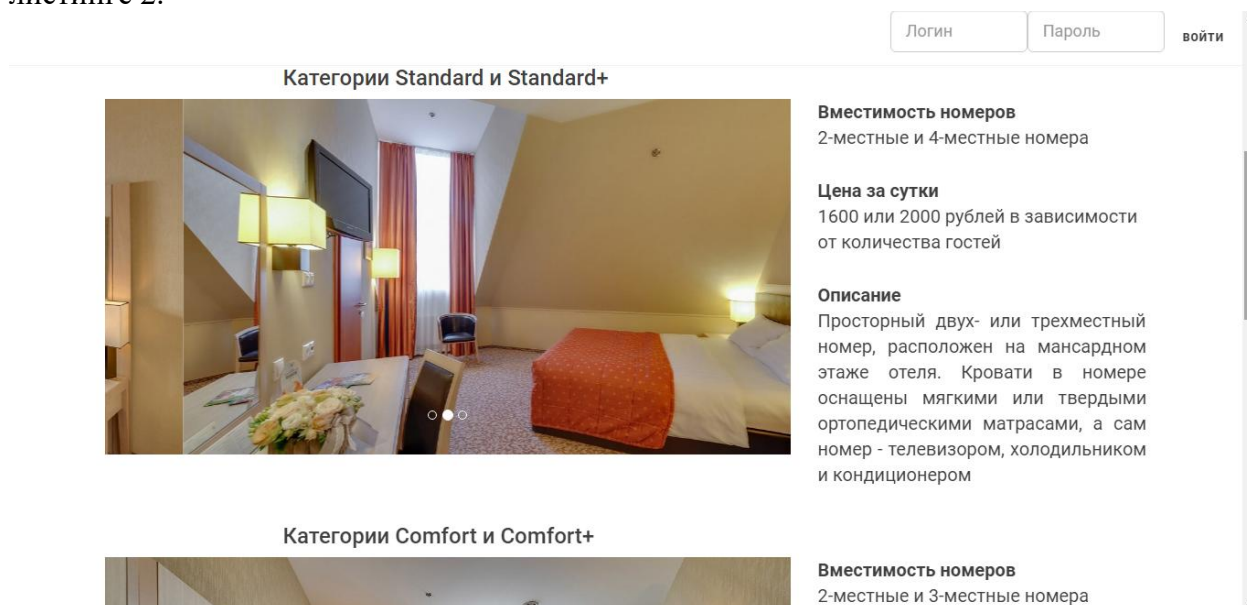 Логин Пароль войти
Категории Standard и Standard+
Вместимость номеров
2-местные и 4-местные номера
Цена за сутки
1600 или 2000 рублей в зависимости
от количества гостей
Описание
Просторный двух- или трехместный
номер, расположен на мансардном
этаже отеля. Кровати в номере
оснащены мягкими или твердыми
ортопедическими матрасами, а сам
номер - телевизором, холодильником
и кондиционером
Категории Comfort и Comfort+
Вместимость номеров
2-местные и 3-местные номера